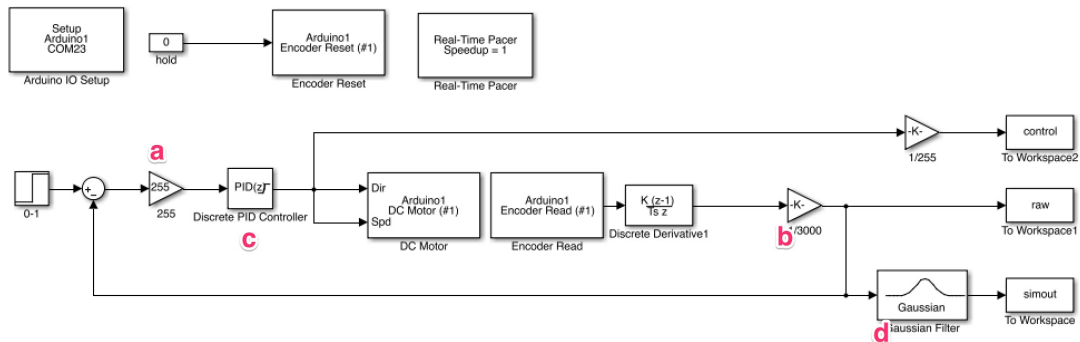 Setup
Arduino1
COM23
Arduino IO Setup
0
hold
Arduino1
Encoder Reset (#1)
Encoder Reset
Real-Time Pacer
Speedup = 1
Real-Time Pacer
-K-
1/255
control
To Workspace2
a
0-1
+
−
255
255
PID(z)
Discrete PID Controller
c
Dir
Spd
Arduino1
DC Motor (#1)
DC Motor
Arduino1
Encoder Read (#1)
Encoder Read
K (z-1)
Ts z
Discrete Derivative1
-K-
b
1/3000
raw
To Workspace1
Gaussian
d
Gaussian Filter
simout
To Workspace